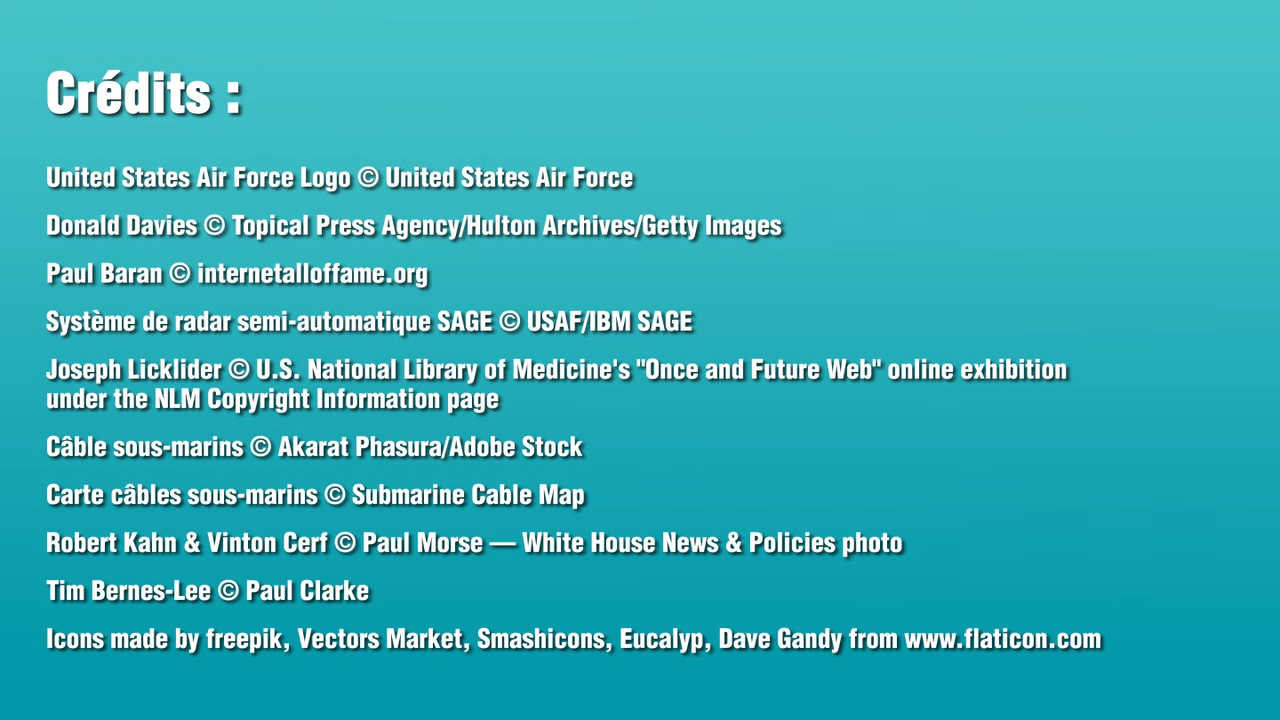 Crédits :
United States Air Force Logo © United States Air Force
Donald Davies © Topical Press Agency/Hulton Archives/Getty Images
Paul Baran © internetalloffame.org
Système de radar semi-automatique SAGE © USAF/IBM SAGE
Joseph Licklider © U.S. National Library of Medicine's "Once and Future Web" online exhibition
under the NLM Copyright Information page
Câble sous-marins © Akarat Phasura/Adobe Stock
Carte câbles sous-marins © Submarine Cable Map
Robert Kahn & Vinton Cerf © Paul Morse — White House News & Policies photo
Tim Bernes-Lee © Paul Clarke
Icons made by freepik, Vectors Market, Smashicons, Eucalyp, Dave Gandy from www.flaticon.com